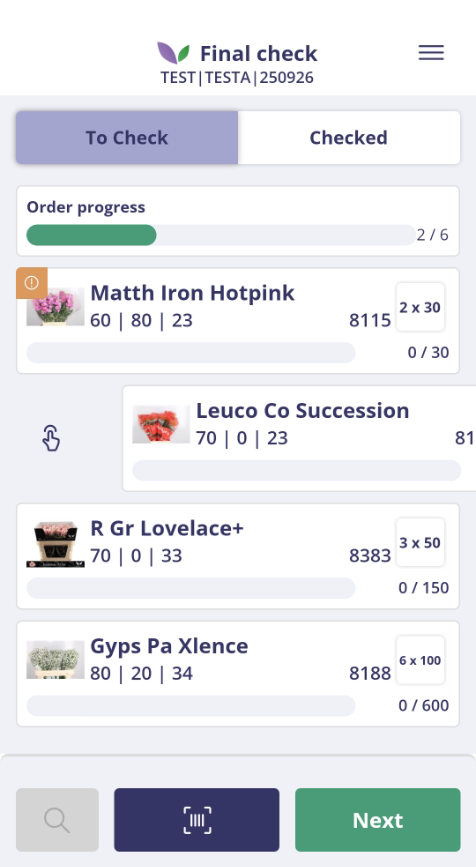 Final check
TEST|TESTA|250926
To Check
Checked
Order progress
2 / 6
Matth Iron Hotpink
60 | 80 | 23
8115
2 x 30
0 / 30
Leuco Co Succession
70 | 0 | 23
81
R Gr Lovelace+
70 | 0 | 33
8383
3 x 50
0 / 150
Gyps Pa Xlence
80 | 20 | 34
8188
6 x 100
0 / 600
Next